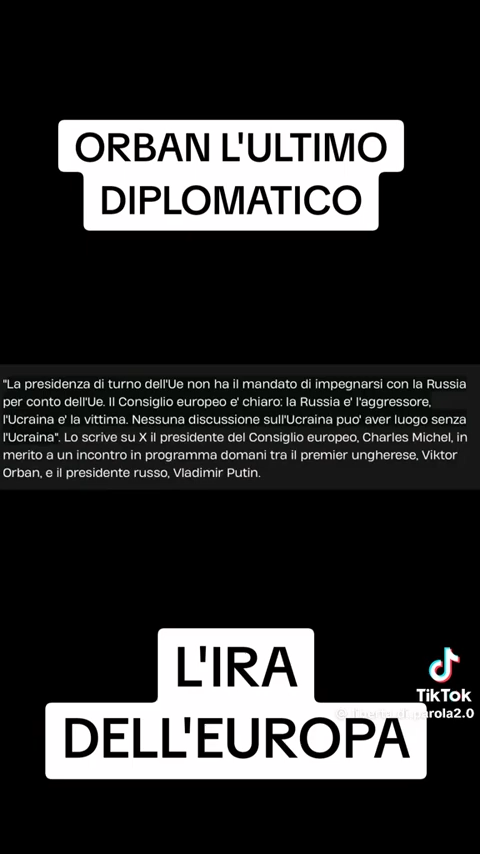 ORBAN L'ULTIMO
DIPLOMATICO
"La presidenza di turno dell'Ue non ha il mandato di impegnarsi con la Russia
per conto dell'Ue. Il Consiglio europeo e' chiaro: la Russia e' l'aggressore,
l'Ucraina e' la vittima. Nessuna discussione sull'Ucraina puo' aver luogo senza
l'Ucraina". Lo scrive su X il presidente del Consiglio europeo, Charles Michel, in
merito a un incontro in programma domani tra il premier ungherese, Viktor
Orban, e il presidente russo, Vladimir Putin.
L'IRA
DELL'EUROPA
TikTok